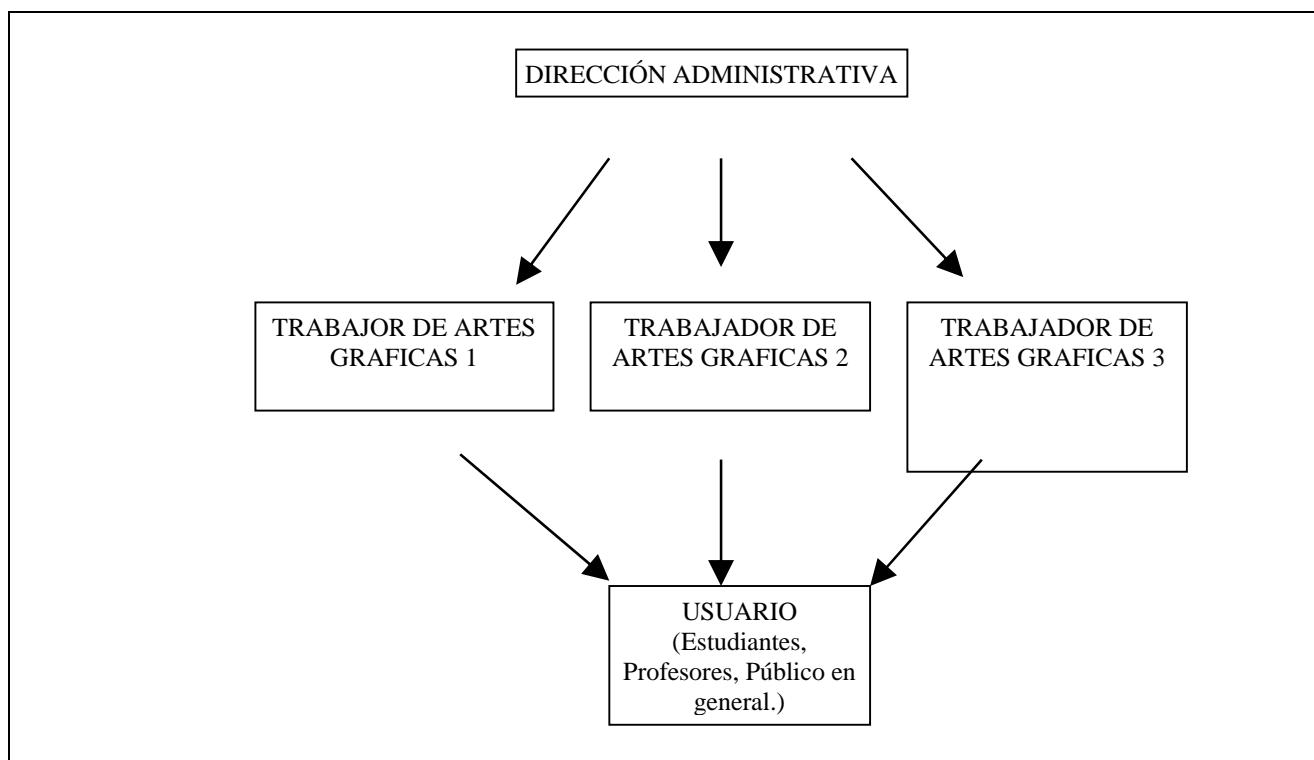 DIRECCIÓN ADMINISTRATIVA
TRABAJOR DE ARTES
GRAFICAS 1
TRABAJADOR DE
ARTES GRAFICAS 2
TRABAJADOR DE
ARTES GRAFICAS 3
USUARIO
(Estudiantes,
Profesores, Público en
general.)